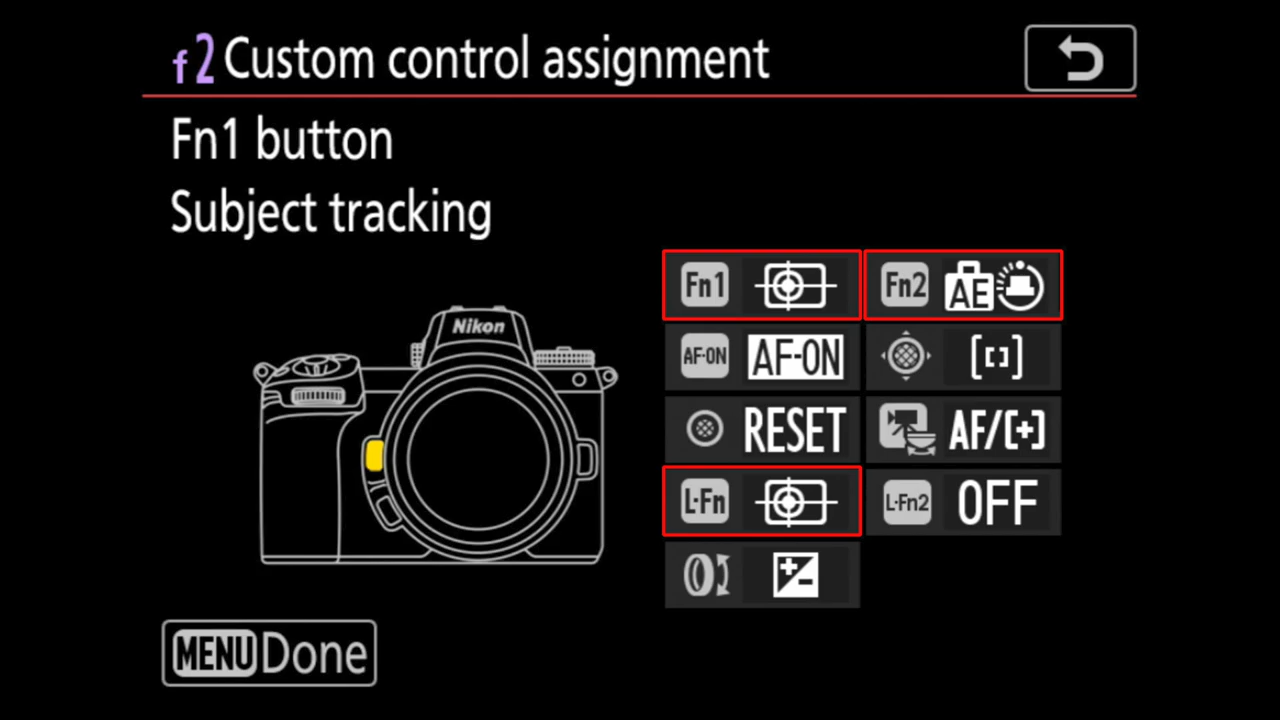 f2 Custom control assignment
Fn1 button
Subject tracking
Nikon
Fn1 Fn2 AE
AF-ON AF-ON
RESET AF/[+]
L-Fn L-Fn2 OFF
MENU Done